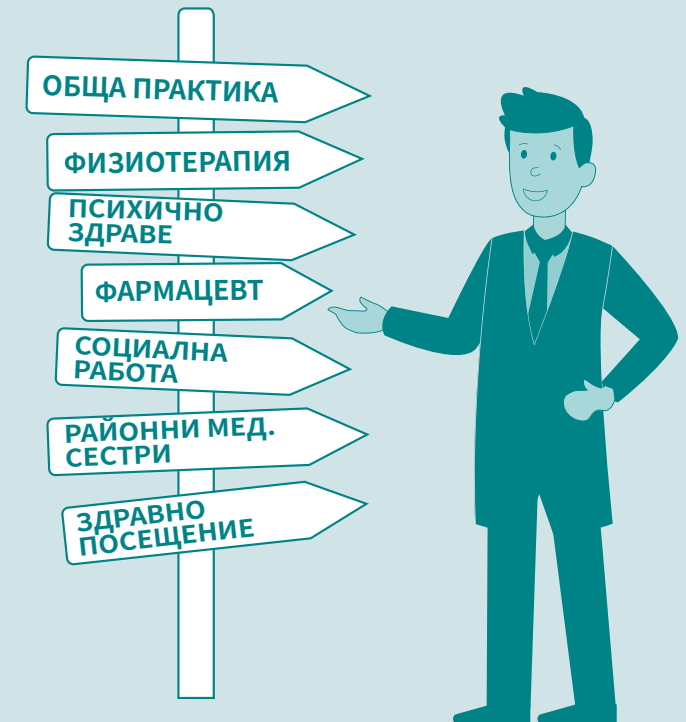 ОБЩА ПРАКТИКА
ФИЗИОТЕРАПИЯ
ПСИХИЧНО
ЗДРАВЕ
ФАРМАЦЕВТ
СОЦИАЛНА
РАБОТА
РАЙОННИ МЕД.
СЕСТРИ
ЗДРАВНО
ПОСЕЩЕНИЕ